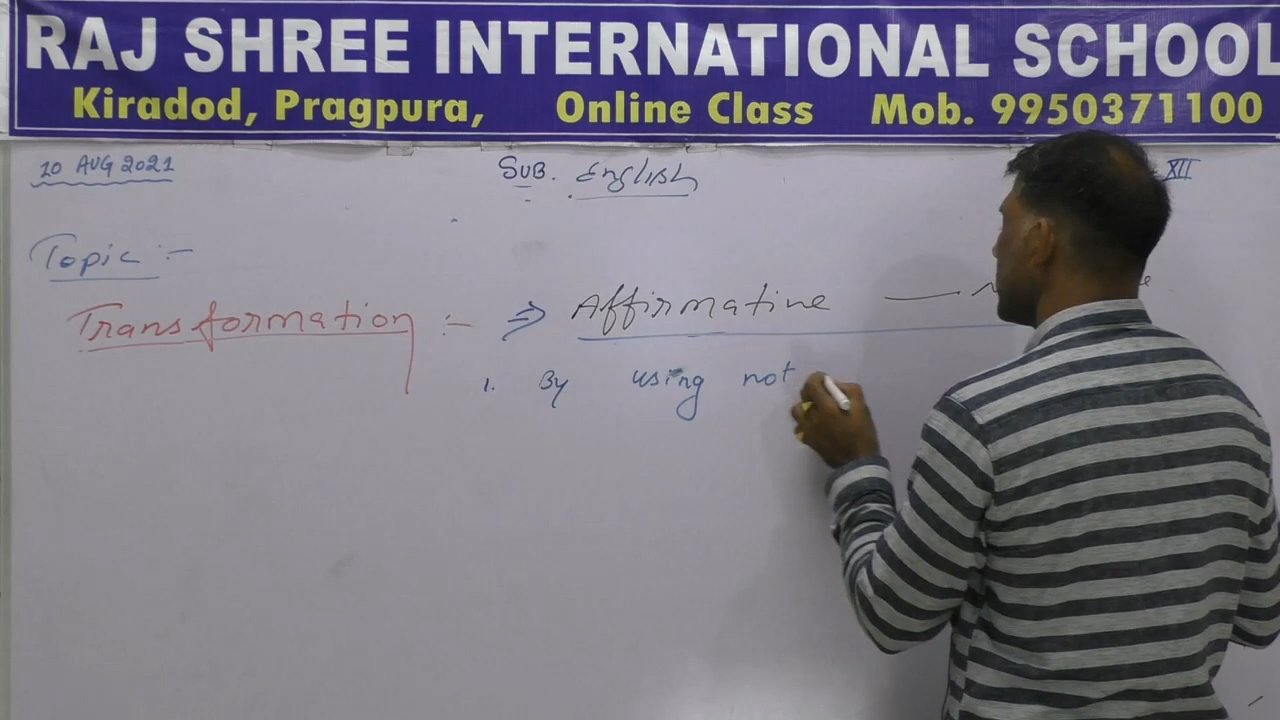 RAJ SHREE INTERNATIONAL SCHOOL
Kiradod, Pragpura, Online Class Mob. 9950371100
10 AUG 2021 SUB. English XII
Topic :-
Transformation :- ⇒ Affirmative —
1. By using not